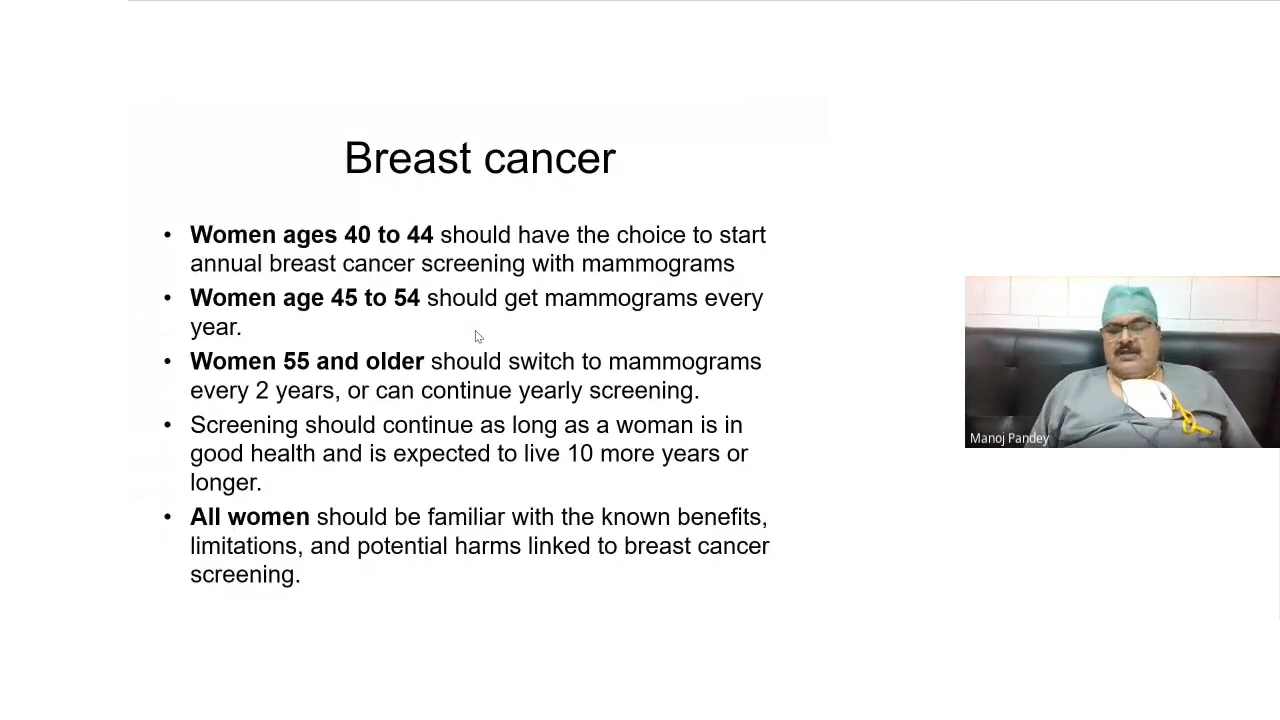 Breast cancer
• Women ages 40 to 44 should have the choice to start
annual breast cancer screening with mammograms
• Women age 45 to 54 should get mammograms every
year.
• Women 55 and older should switch to mammograms
every 2 years, or can continue yearly screening.
• Screening should continue as long as a woman is in
good health and is expected to live 10 more years or
longer.
• All women should be familiar with the known benefits,
limitations, and potential harms linked to breast cancer
screening.
Manoj Pandey